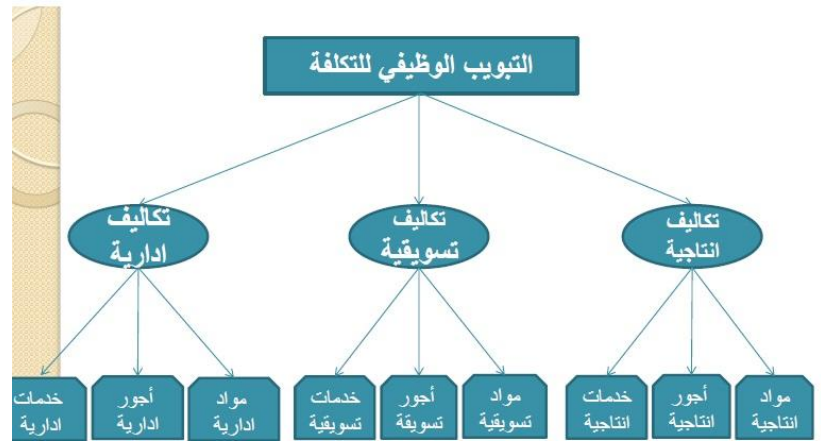 التبويب الوظيفي للتكلفة
تكاليف
انتاجية
تكاليف
تسويقية
تكاليف
ادارية
مواد
انتاجية
أجور
انتاجية
خدمات
انتاجية
مواد
تسويقية
أجور
تسويقة
خدمات
تسويقية
مواد
ادارية
أجور
ادارية
خدمات
ادارية